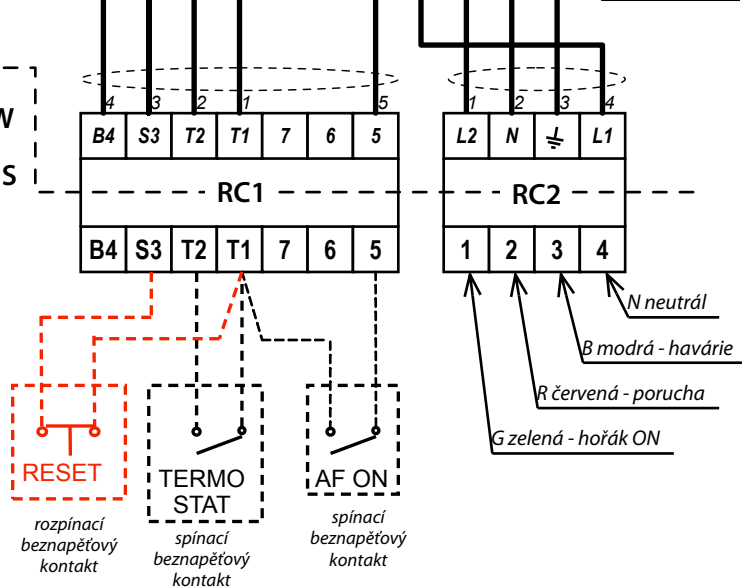 4 3 2 1 5 1 2 3 4
W B4 S3 T2 T1 7 6 5 L2 N L1
S RC1 RC2
B4 S3 T2 T1 7 6 5 1 2 3 4
N neutrál
B modrá - havárie
R červená - porucha
G zelená - hořák ON
RESET
rozpínací
beznapěťový
kontakt
TERMO
STAT
spínací
beznapěťový
kontakt
AF ON
spínací
beznapěťový
kontakt